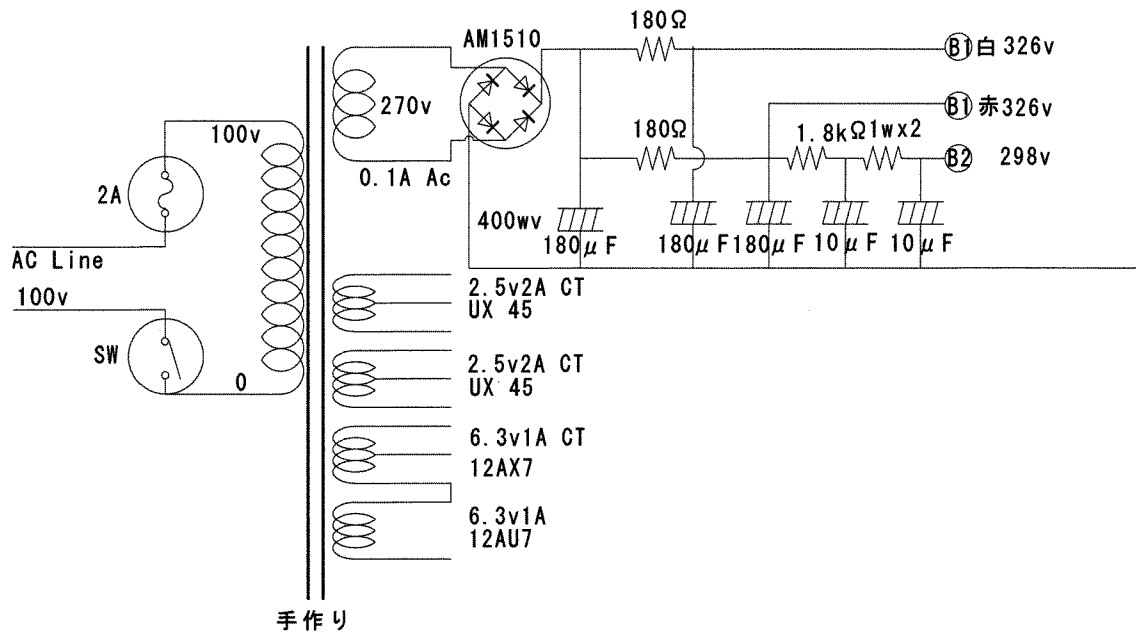 180Ω
AM1510
B1 白 326v
270v
B1 赤 326v
100v
180Ω
1.8kΩ1wx2
B2 298v
0.1A Ac
2A
400wv
180μF
180μF
180μF
10μF
10μF
AC Line
100v
2.5v2A CT
UX 45
SW
2.5v2A CT
UX 45
0
6.3v1A CT
12AX7
6.3v1A
12AU7
手作り